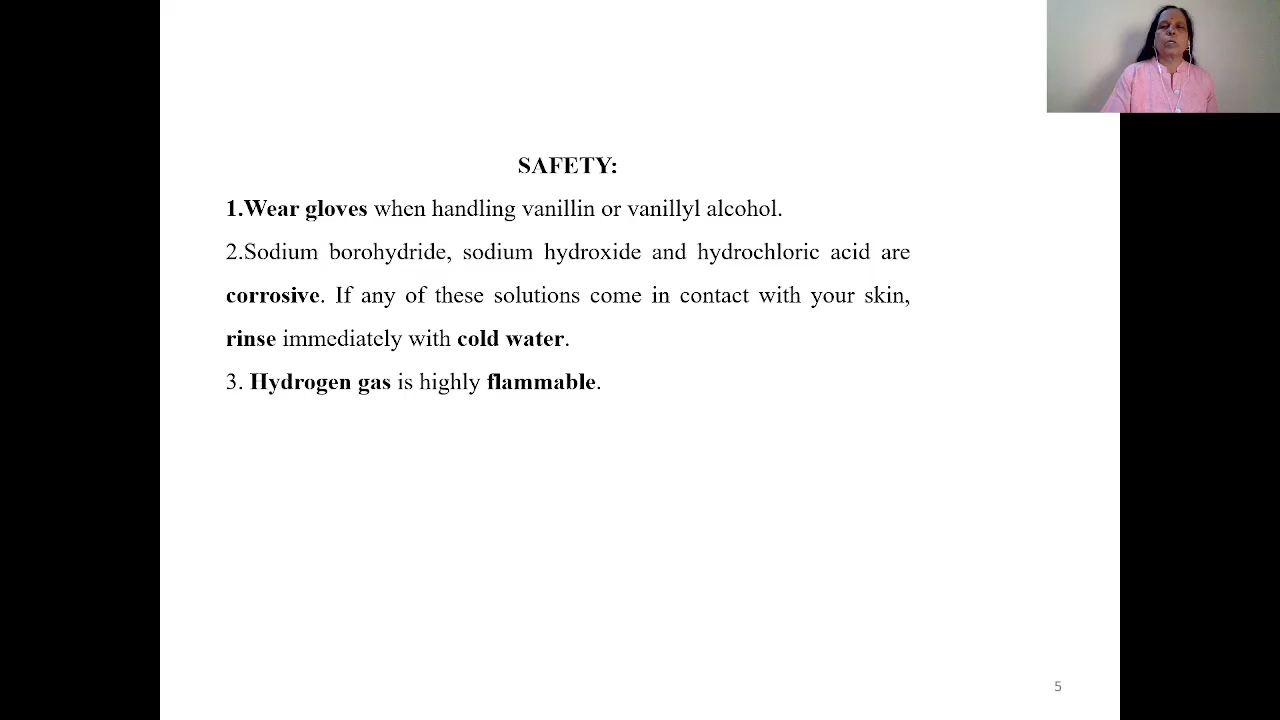 SAFETY:
1.Wear gloves when handling vanillin or vanillyl alcohol.
2.Sodium borohydride, sodium hydroxide and hydrochloric acid are
corrosive. If any of these solutions come in contact with your skin,
rinse immediately with cold water.
3. Hydrogen gas is highly flammable.
5